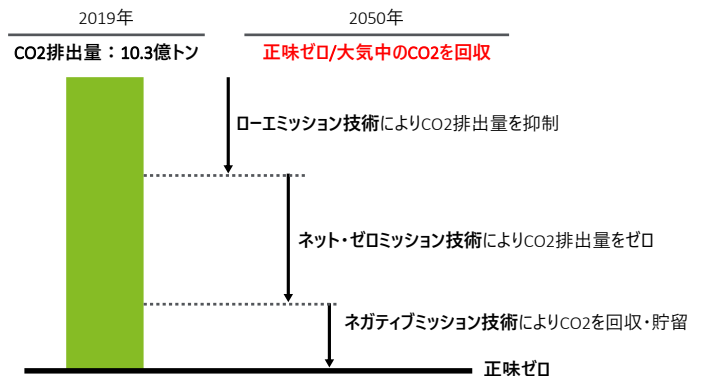 2019年
2050年
CO2排出量：10.3億トン
正味ゼロ/大気中のCO2を回収
ローエミッション技術によりCO2排出量を抑制
ネット・ゼロミッション技術によりCO2排出量をゼロ
ネガティブミッション技術によりCO2を回収・貯留
正味ゼロ